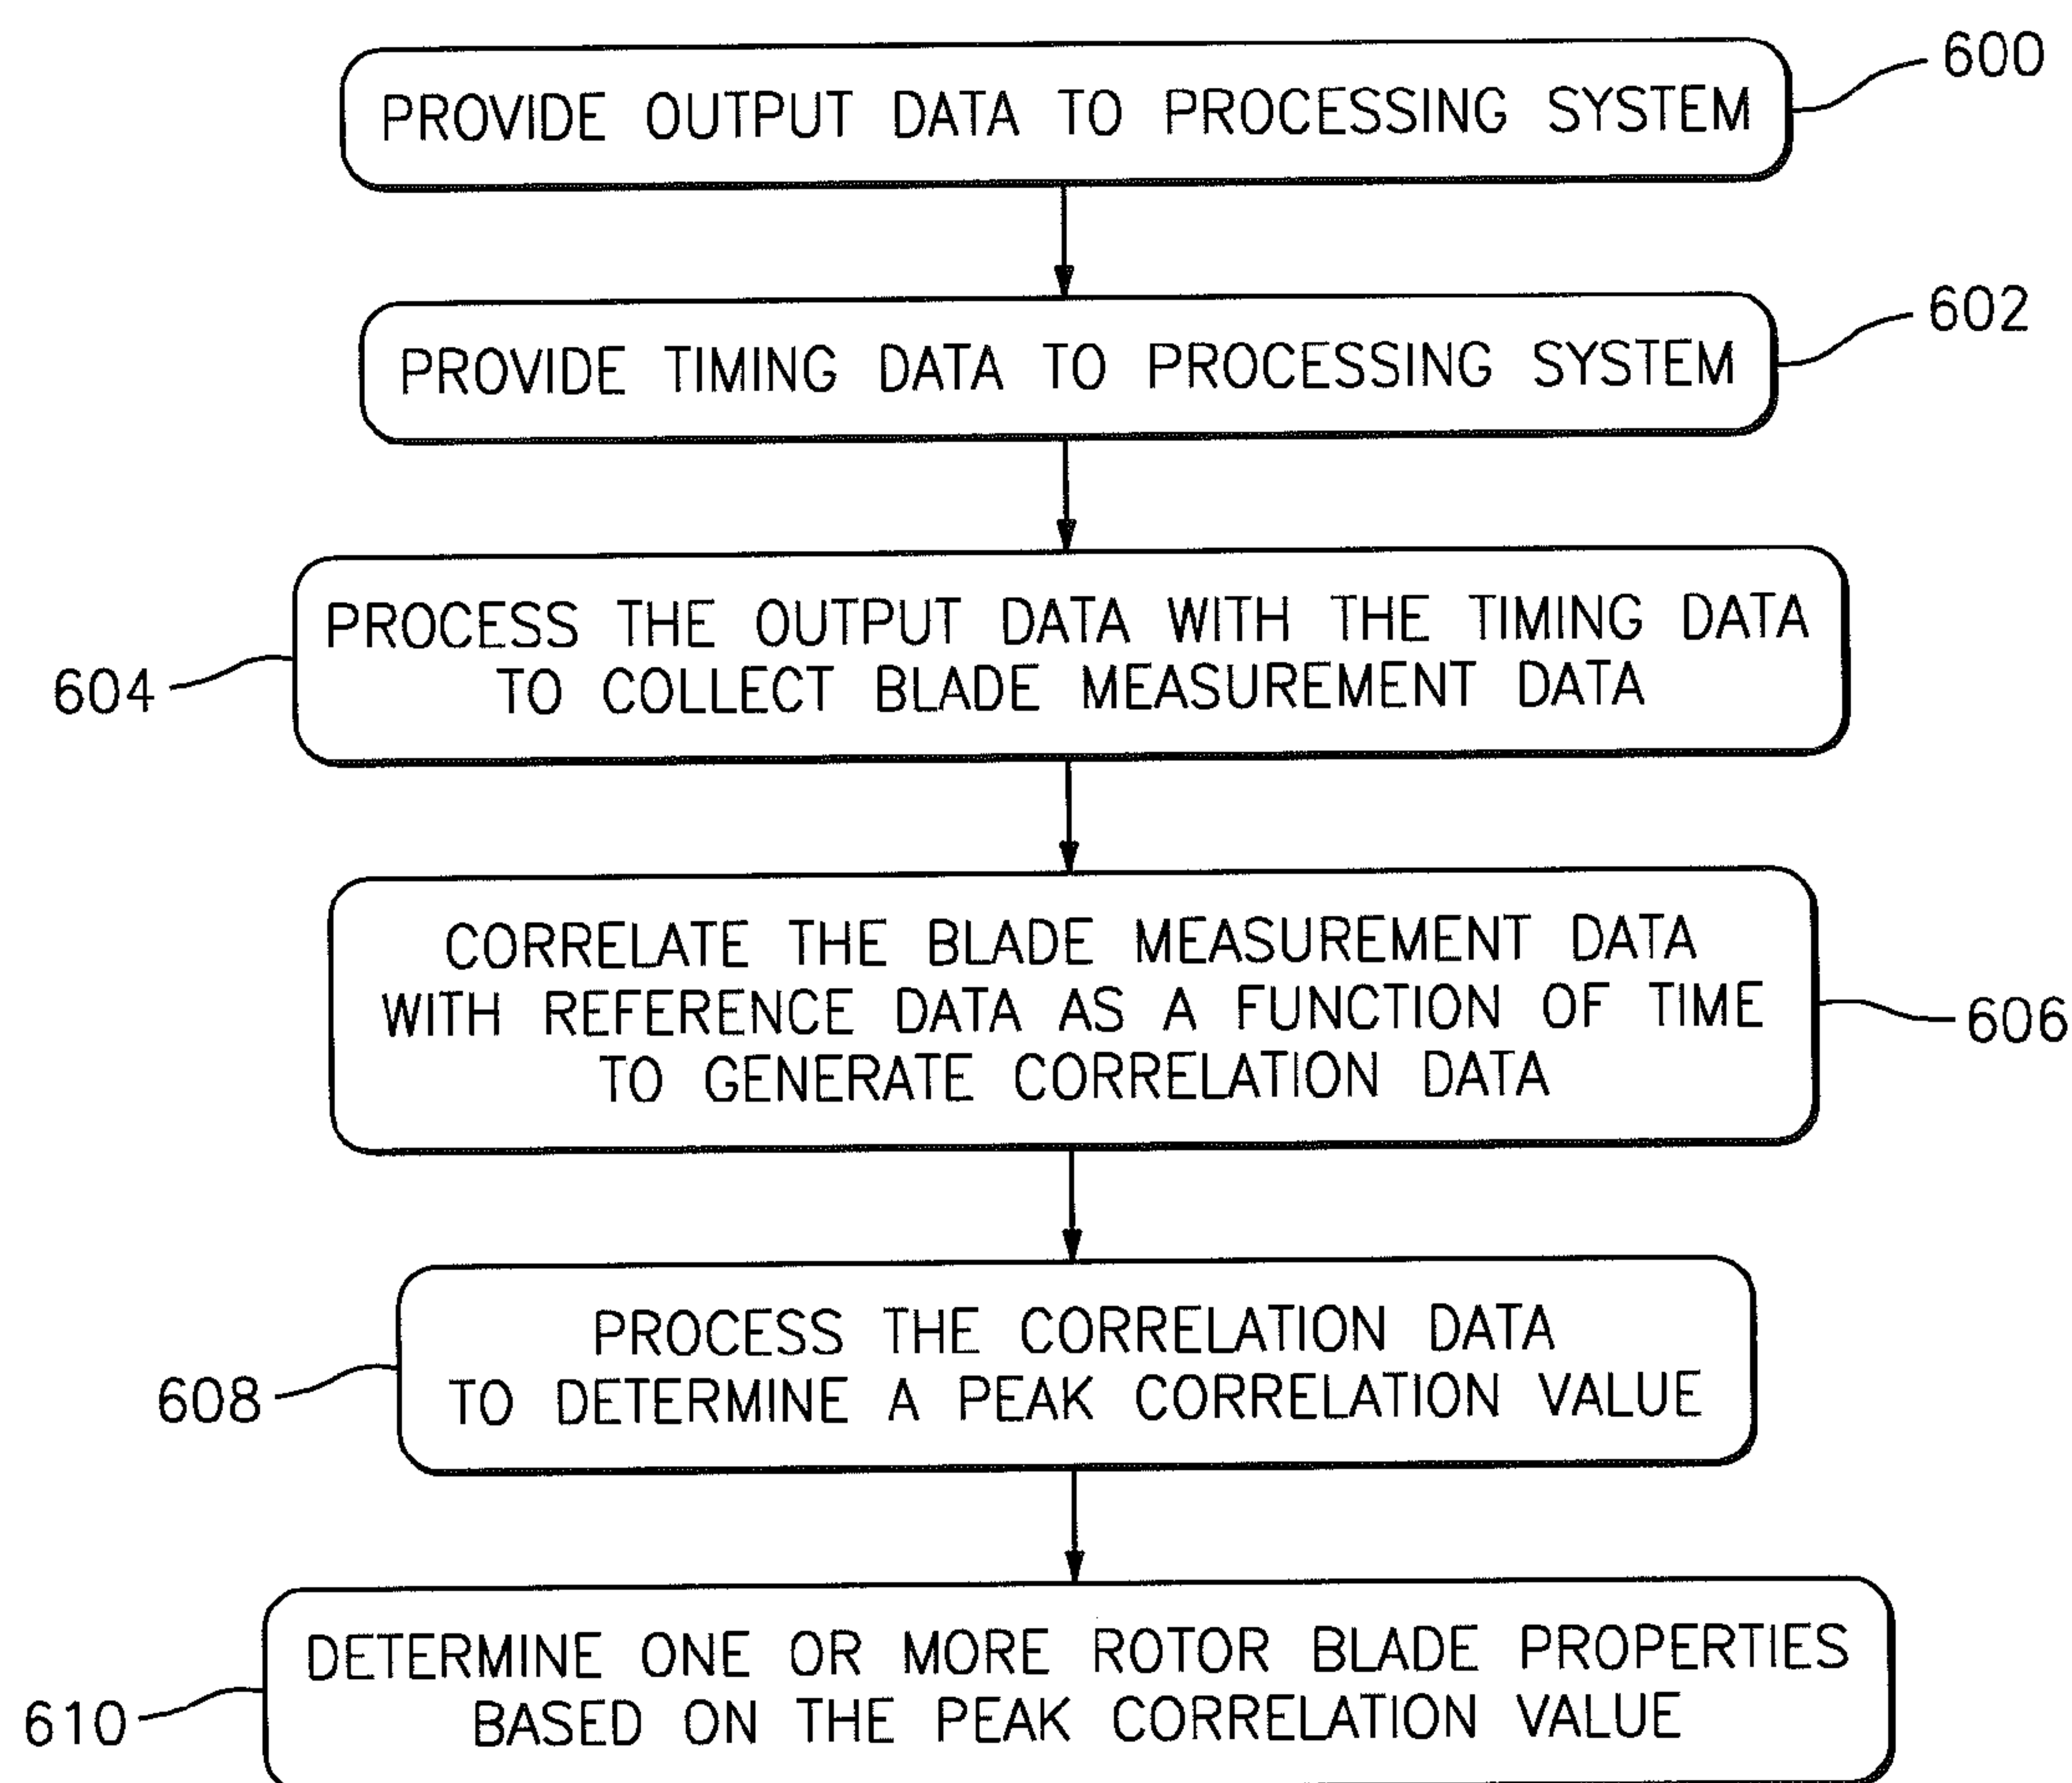 PROVIDE OUTPUT DATA TO PROCESSING SYSTEM
600
PROVIDE TIMING DATA TO PROCESSING SYSTEM
602
PROCESS THE OUTPUT DATA WITH THE TIMING DATA
TO COLLECT BLADE MEASUREMENT DATA
604
CORRELATE THE BLADE MEASUREMENT DATA
WITH REFERENCE DATA AS A FUNCTION OF TIME
TO GENERATE CORRELATION DATA
606
PROCESS THE CORRELATION DATA
TO DETERMINE A PEAK CORRELATION VALUE
608
DETERMINE ONE OR MORE ROTOR BLADE PROPERTIES
BASED ON THE PEAK CORRELATION VALUE
610